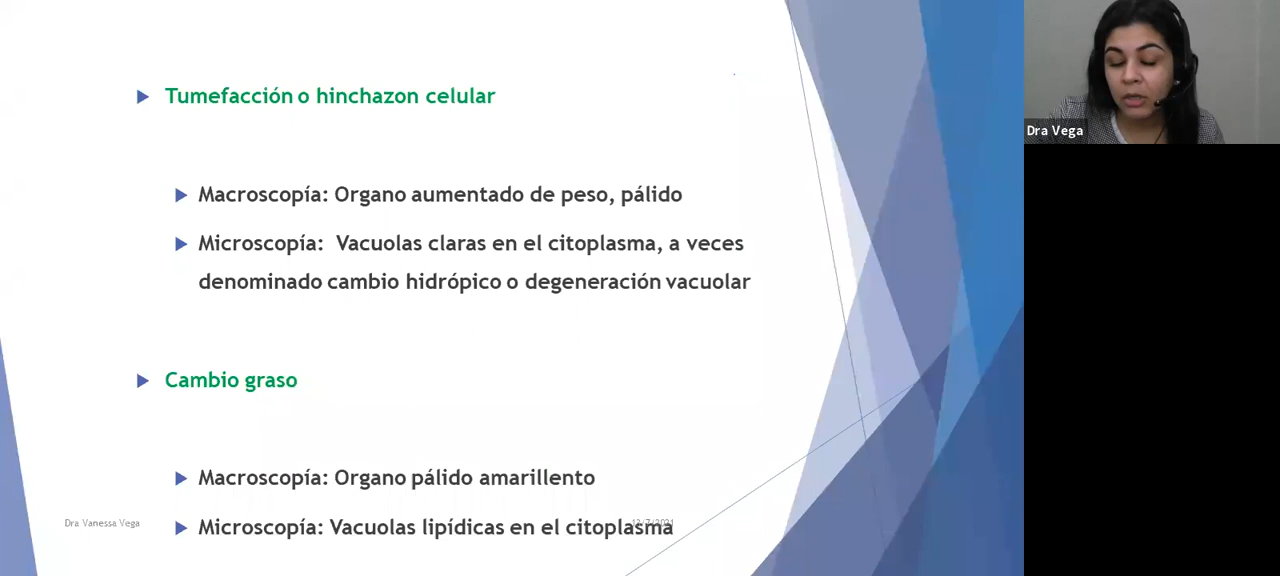 Tumefacción o hinchazon celular
Macroscopía: Organo aumentado de peso, pálido
Microscopía: Vacuolas claras en el citoplasma, a veces
denominado cambio hidrópico o degeneración vacuolar
Cambio graso
Macroscopía: Organo pálido amarillento
Microscopía: Vacuolas lipídicas en el citoplasma
Dra Vanessa Vega
Dra Vega